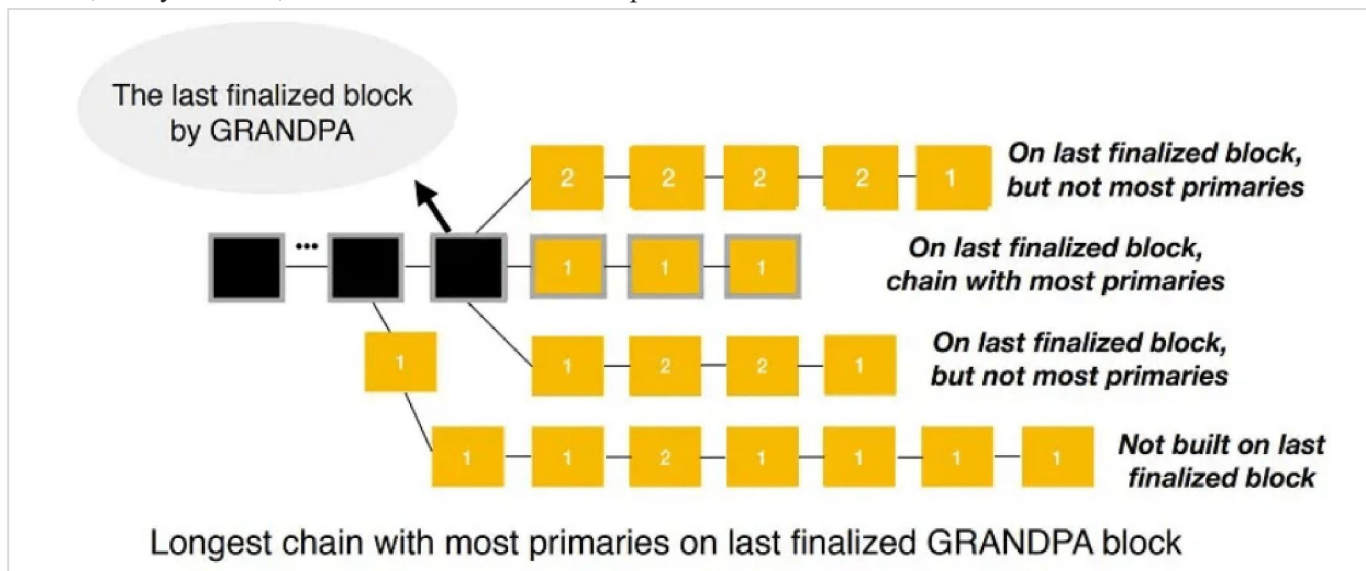 The last finalized block
by GRANDPA
2 2 2 2 1
On last finalized block,
but not most primaries
...
1 1 1
On last finalized block,
chain with most primaries
1
1 2 2 1
On last finalized block,
but not most primaries
1 1 2 1 1 1 1
Not built on last
finalized block
Longest chain with most primaries on last finalized GRANDPA block